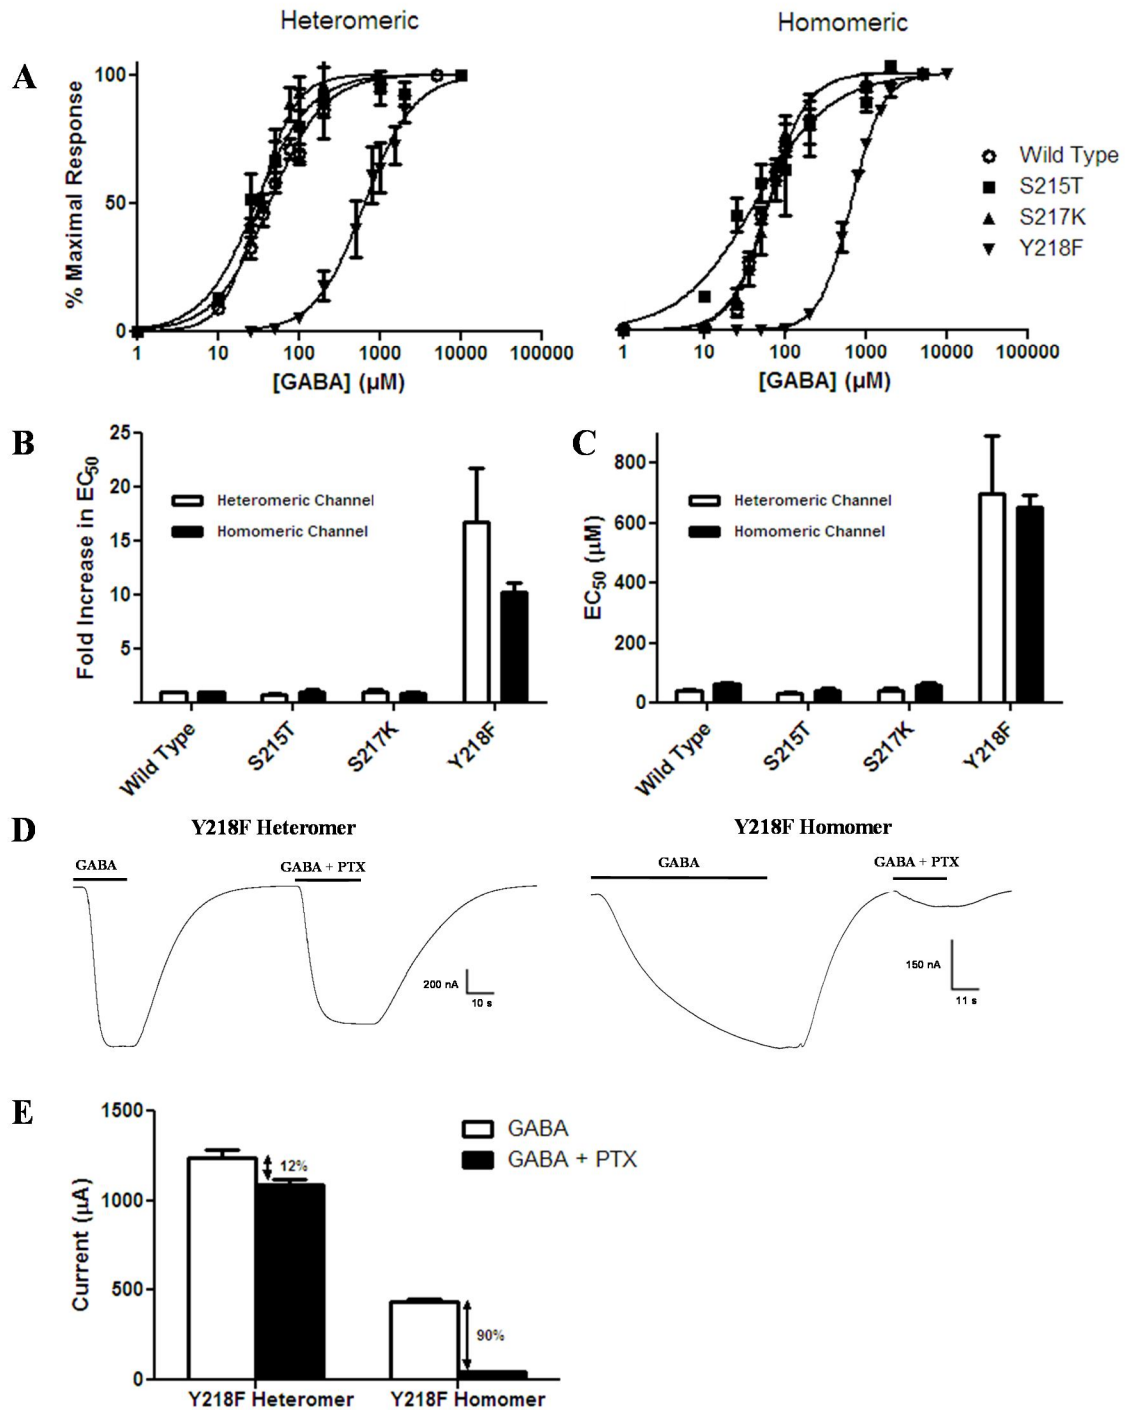 Heteromeric
Homomeric
A
% Maximal Response
100
50
0
1 10 100 1000 10000 100000
[GABA] (µM)
1 10 100 1000 10000 100000
[GABA] (µM)
Wild Type
S215T
S217K
Y218F
B
Fold Increase in EC50
25
20
15
10
5
Heteromeric Channel
Homomeric Channel
Wild Type
S215T
S217K
Y218F
C
EC50 (µM)
800
600
400
200
0
Heteromeric Channel
Homomeric Channel
Wild Type
S215T
S217K
Y218F
D
Y218F Heteromer
GABA
GABA + PTX
200 nA
10 s
Y218F Homomer
GABA
GABA + PTX
150 nA
11 s
E
Current (µA)
1500
1000
500
0
GABA
GABA + PTX
12%
90%
Y218F Heteromer
Y218F Homomer